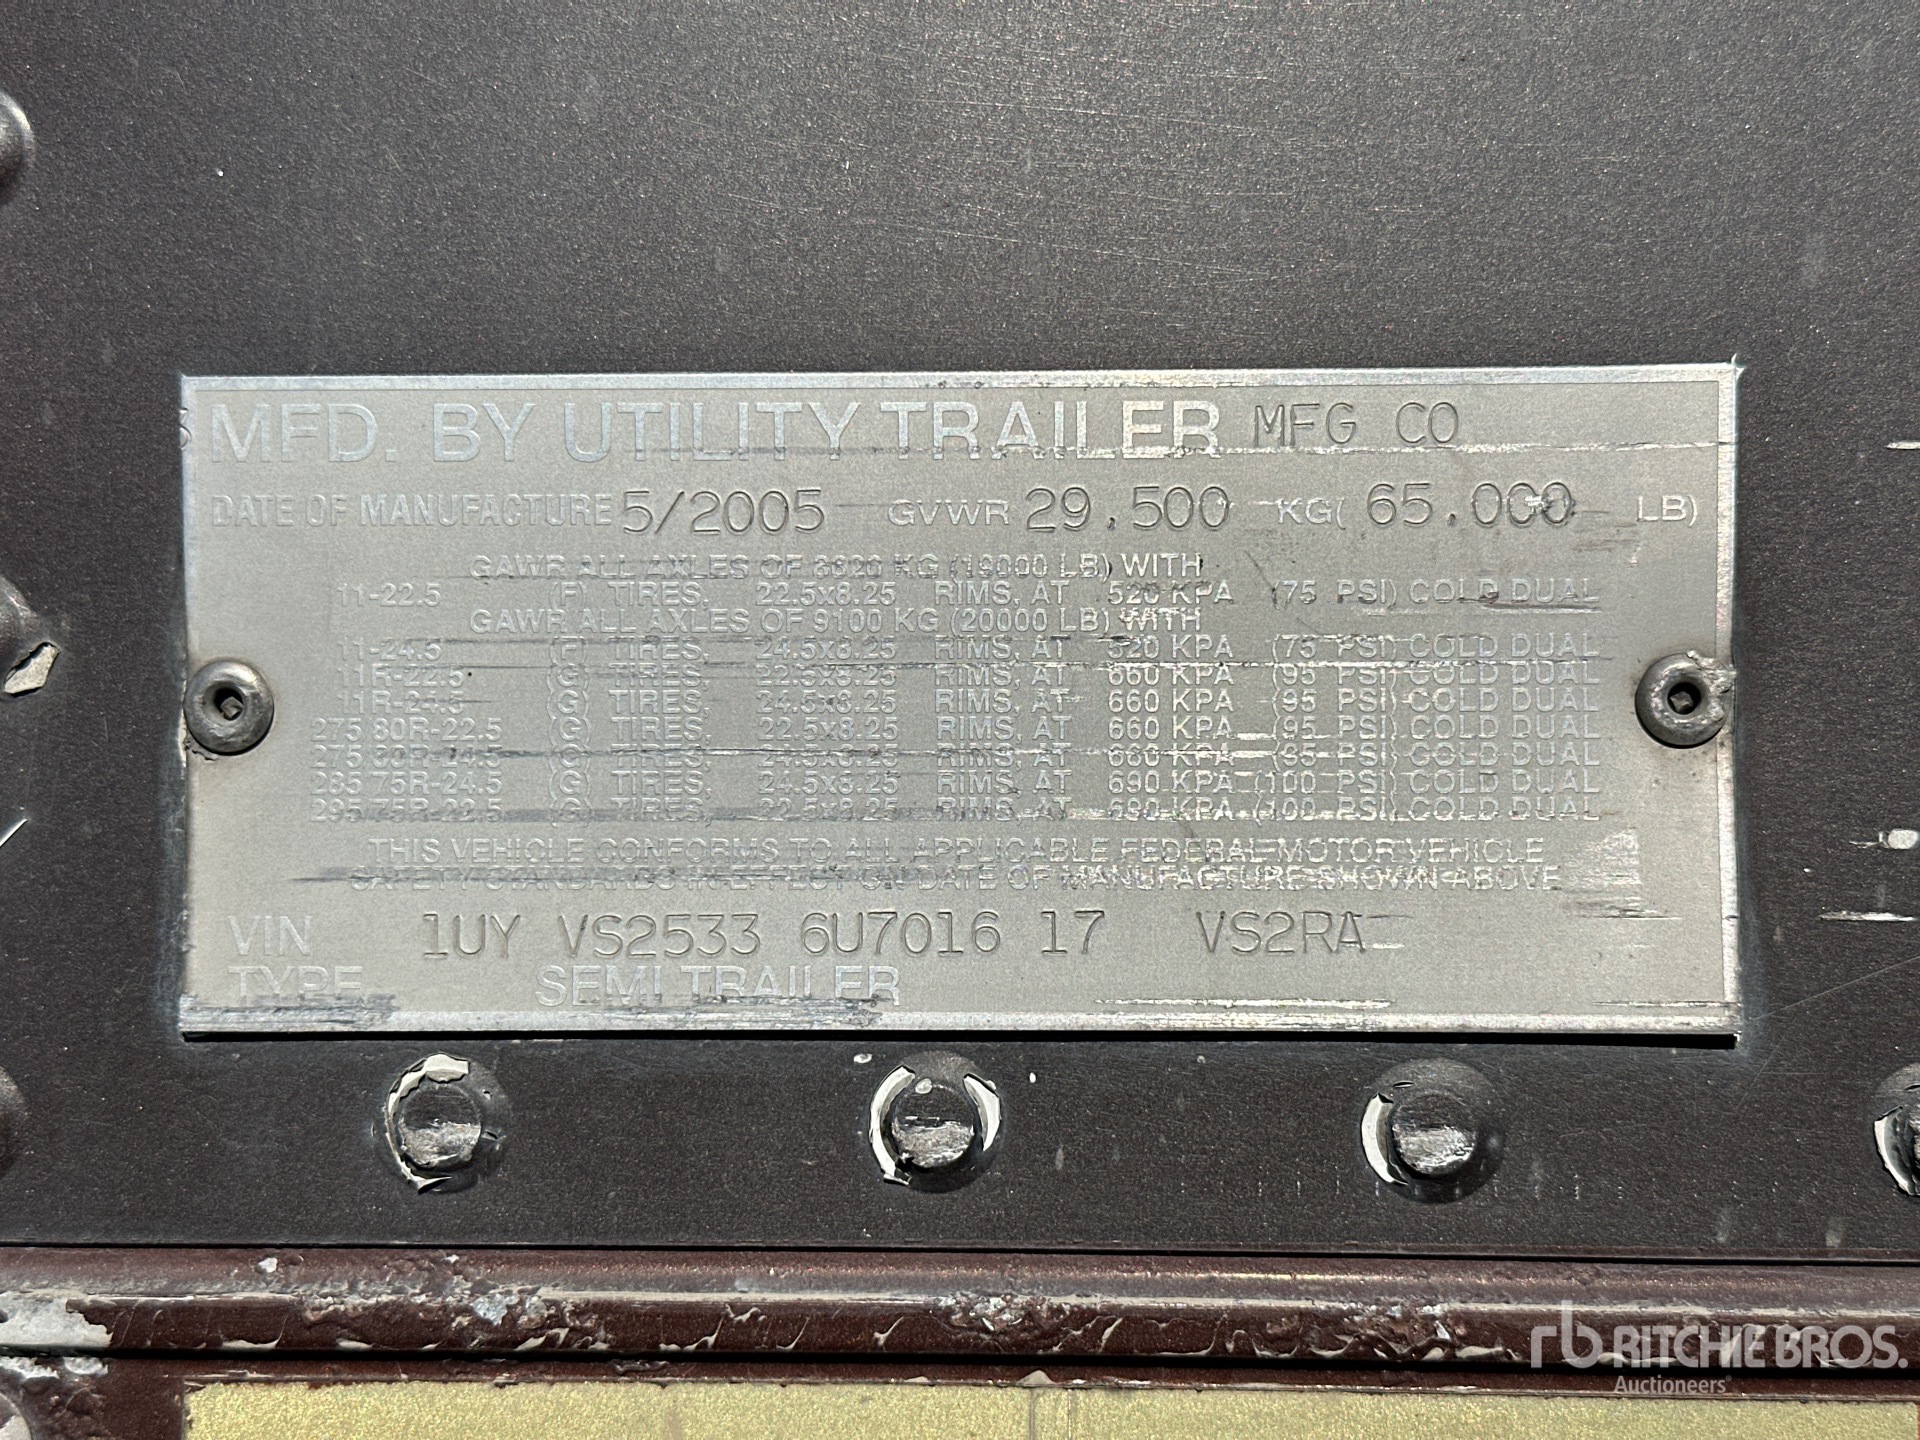 MFD. BY UTILITY TRAILER MFG CO
DATE OF MANUFACTURE 5/2005 GVWR 29,500 KG( 65,000 LB)
GAWR ALL AXLES OF 8620 KG (19000 LB) WITH
11-22.5 (F) TIRES, 22.5x8.25 RIMS, AT 520 KPA (75 PSI) COLD DUAL
GAWR ALL AXLES OF 9100 KG (20000 LB) WITH
11-24.5 (F) TIRES, 24.5x8.25 RIMS, AT 520 KPA (75 PSI) COLD DUAL
11R-22.5 (G) TIRES, 22.5x8.25 RIMS, AT 660 KPA (95 PSI) COLD DUAL
11R-24.5 (G) TIRES, 24.5x8.25 RIMS, AT 660 KPA (95 PSI) COLD DUAL
275 80R-22.5 (G) TIRES, 22.5x8.25 RIMS, AT 660 KPA (95 PSI) COLD DUAL
275 80R-24.5 (G) TIRES, 24.5x8.25 RIMS, AT 660 KPA (95 PSI) COLD DUAL
285 75R-24.5 (G) TIRES, 24.5x8.25 RIMS, AT 690 KPA (100 PSI) COLD DUAL
295 75R-22.5 (G) TIRES, 22.5x8.25 RIMS, AT 690 KPA (100 PSI) COLD DUAL
THIS VEHICLE CONFORMS TO ALL APPLICABLE FEDERAL MOTOR VEHICLE
SAFETY STANDARDS IN EFFECT ON DATE OF MANUFACTURE SHOWN ABOVE
VIN 1UY VS2533 6U7016 17 VS2RA
TYPE SEMI TRAILER
rb RITCHIE BROS.
Auctioneers